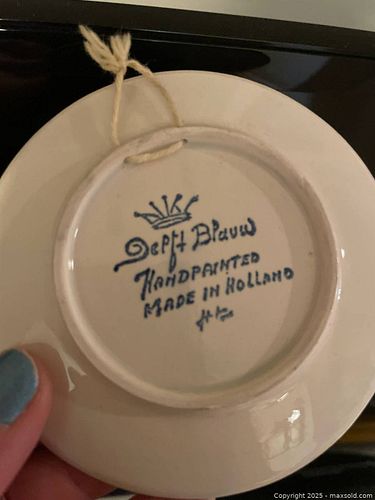 Delft Blauw
HANDPAINTED
MADE IN HOLLAND
Copyright 2025 - maxsold.com